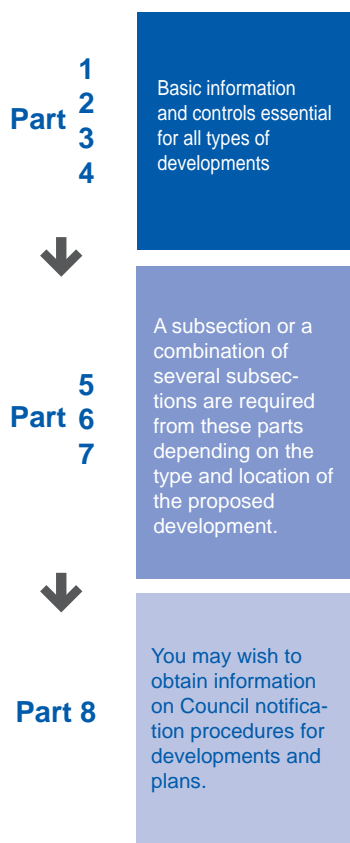 1
Part 2
3
4
Basic information
and controls essential
for all types of
developments
5
Part 6
7
A subsection or a
combination of
several subsec-
tions are required
from these parts
depending on the
type and location of
the proposed
development.
Part 8
You may wish to
obtain information
on Council notifica-
tion procedures for
developments and
plans.